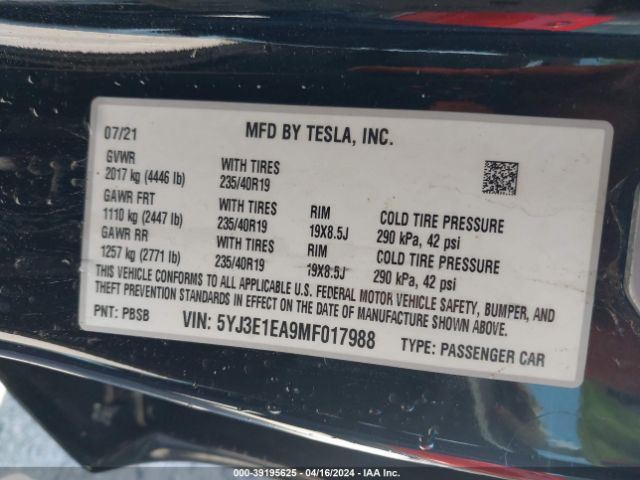 07/21 MFD BY TESLA, INC.
GVWR
2017 kg (4446 lb) WITH TIRES 235/40R19
GAWR FRT
1110 kg (2447 lb) WITH TIRES 235/40R19 RIM 19X8.5J COLD TIRE PRESSURE 290 kPa, 42 psi
GAWR RR
1257 kg (2771 lb) WITH TIRES 235/40R19 RIM 19X8.5J COLD TIRE PRESSURE 290 kPa, 42 psi
THIS VEHICLE CONFORMS TO ALL APPLICABLE U.S. FEDERAL MOTOR VEHICLE SAFETY, BUMPER, AND
THEFT PREVENTION STANDARDS IN EFFECT ON THE DATE OF MANUFACTURE SHOWN ABOVE.
PNT: PBSB VIN: 5YJ3E1EA9MF017988 TYPE: PASSENGER CAR
000-39195625 - 04/16/2024 - IAA Inc.